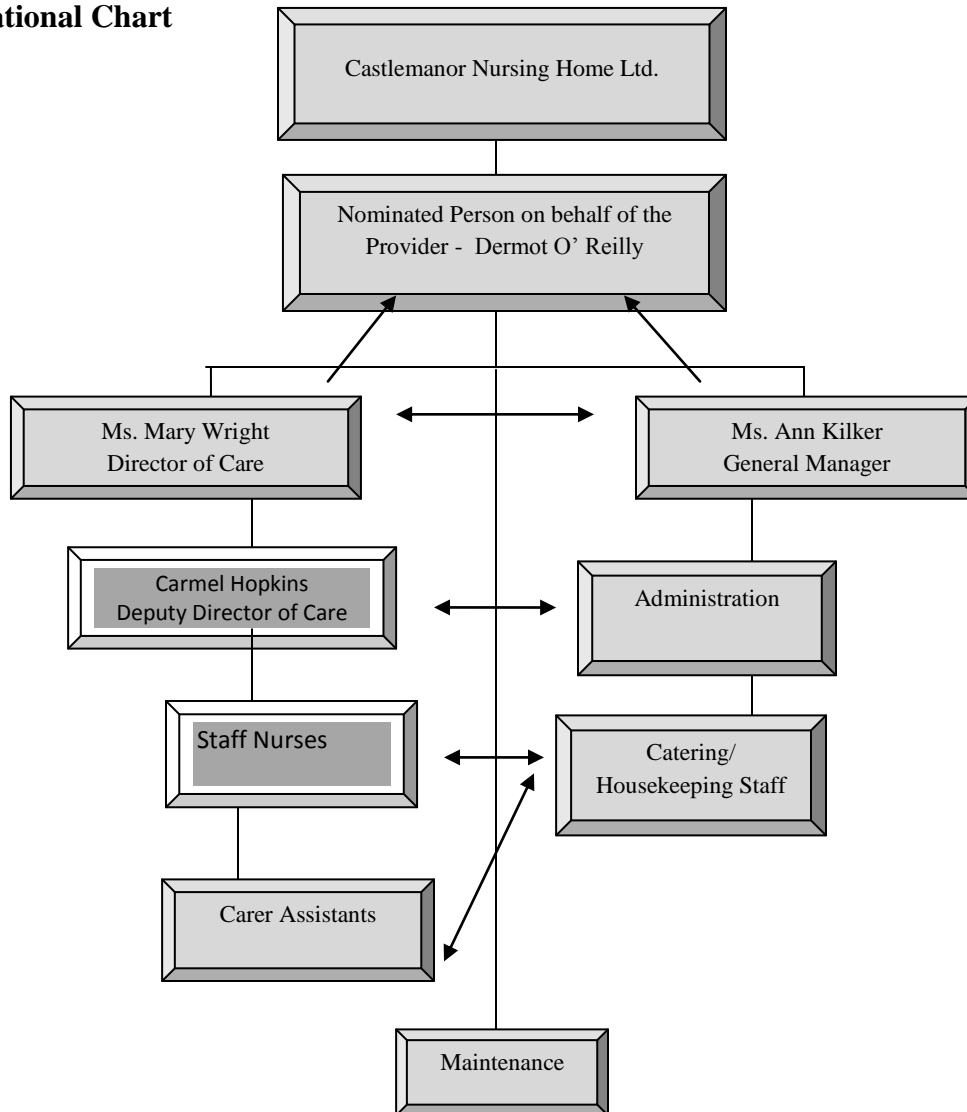 ational Chart
Castlemanor Nursing Home Ltd.
Nominated Person on behalf of the
Provider - Dermot O' Reilly
Ms. Mary Wright
Director of Care
Ms. Ann Kilker
General Manager
Carmel Hopkins
Deputy Director of Care
Administration
Staff Nurses
Catering/
Housekeeping Staff
Carer Assistants
Maintenance